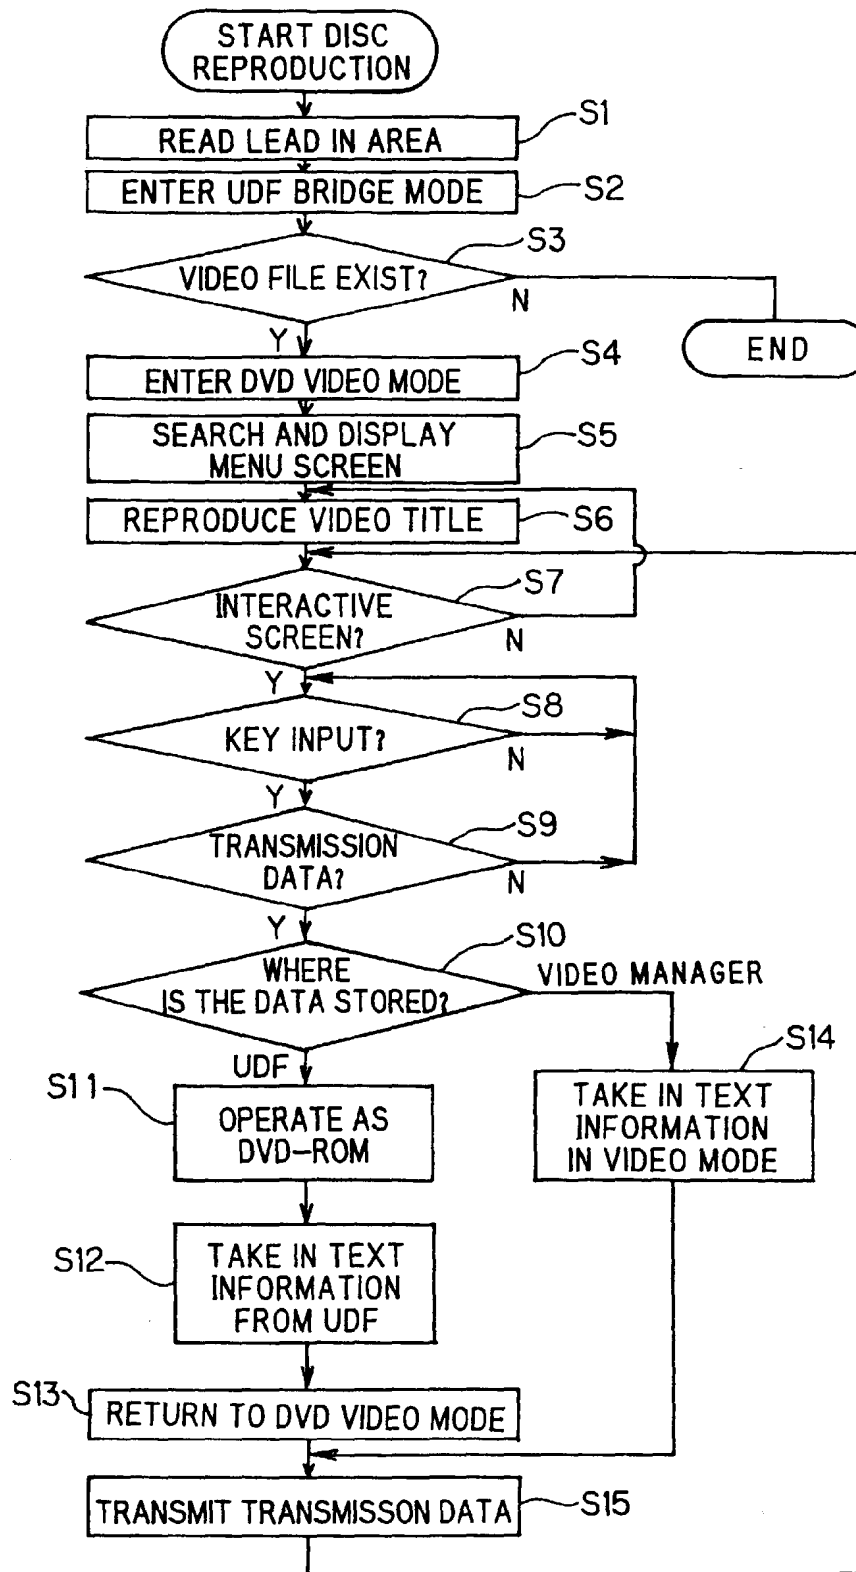 START DISC
REPRODUCTION
S1
READ LEAD IN AREA
S2
ENTER UDF BRIDGE MODE
S3
VIDEO FILE EXIST?
N
Y
END
S4
ENTER DVD VIDEO MODE
S5
SEARCH AND DISPLAY
MENU SCREEN
S6
REPRODUCE VIDEO TITLE
S7
INTERACTIVE
SCREEN?
N
Y
S8
KEY INPUT?
N
Y
S9
TRANSMISSION
DATA?
N
Y
S10
WHERE
IS THE DATA STORED?
VIDEO MANAGER
UDF
S11
OPERATE AS
DVD-ROM
S14
TAKE IN TEXT
INFORMATION
IN VIDEO MODE
S12
TAKE IN TEXT
INFORMATION
FROM UDF
S13
RETURN TO DVD VIDEO MODE
S15
TRANSMIT TRANSMISSON DATA